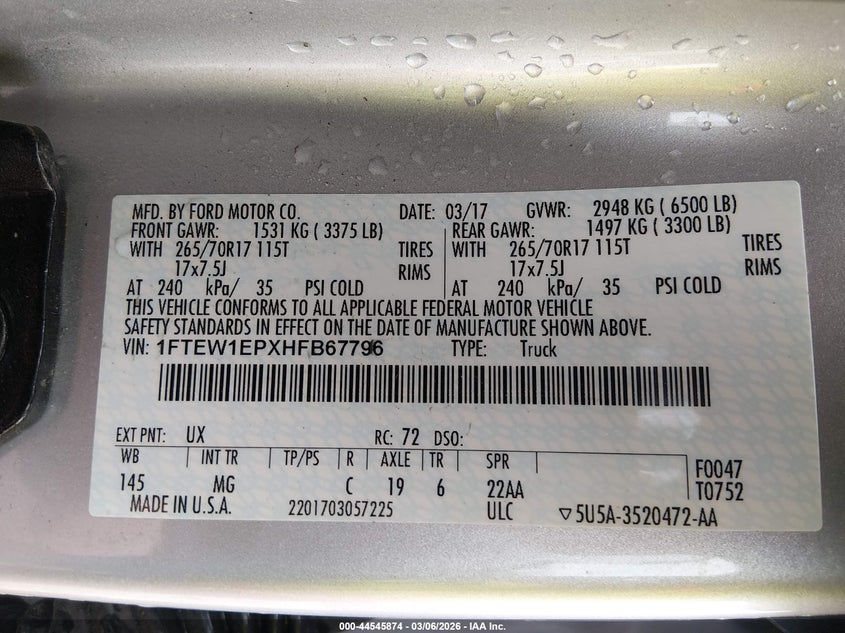 MFD. BY FORD MOTOR CO. DATE: 03/17 GVWR: 2948 KG ( 6500 LB)
FRONT GAWR: 1531 KG ( 3375 LB) REAR GAWR: 1497 KG ( 3300 LB)
WITH 265/70R17 115T TIRES WITH 265/70R17 115T TIRES
17x7.5J RIMS 17x7.5J RIMS
AT 240 kPa/ 35 PSI COLD AT 240 kPa/ 35 PSI COLD
THIS VEHICLE CONFORMS TO ALL APPLICABLE FEDERAL MOTOR VEHICLE
SAFETY STANDARDS IN EFFECT ON THE DATE OF MANUFACTURE SHOWN ABOVE.
VIN: 1FTEW1EPXHFB67796 TYPE: Truck
EXT PNT: UX RC: 72 DSO:
WB INT TR TP/PS R AXLE TR SPR F0047
145 MG C 19 6 22AA T0752
MADE IN U.S.A. 2201703057225 ULC ▽5U5A-3520472-AA
000-44545874 - 03/06/2026 - IAA Inc.